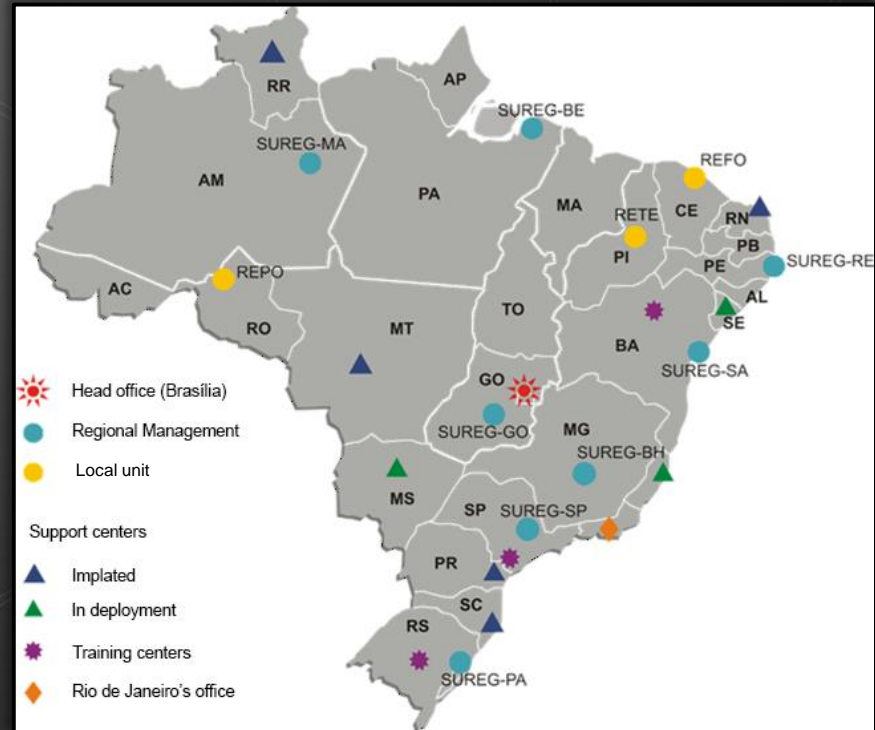 RR
AP
SUREG-BE
SUREG-MA
REFO
AM
PA
MA
CE
RETE
RN
PB
PI
PE
SUREG-RE
REPO
AC
AL
TO
SE
RO
MT
BA
SUREG-SA
GO
Head office (Brasília)
SUREG-GO
MG
Regional Management
SUREG-BH
Local unit
MS
SP
SUREG-SP
Support centers
PR
Implated
SC
In deployment
RS
Training centers
SUREG-PA
Rio de Janeiro's office